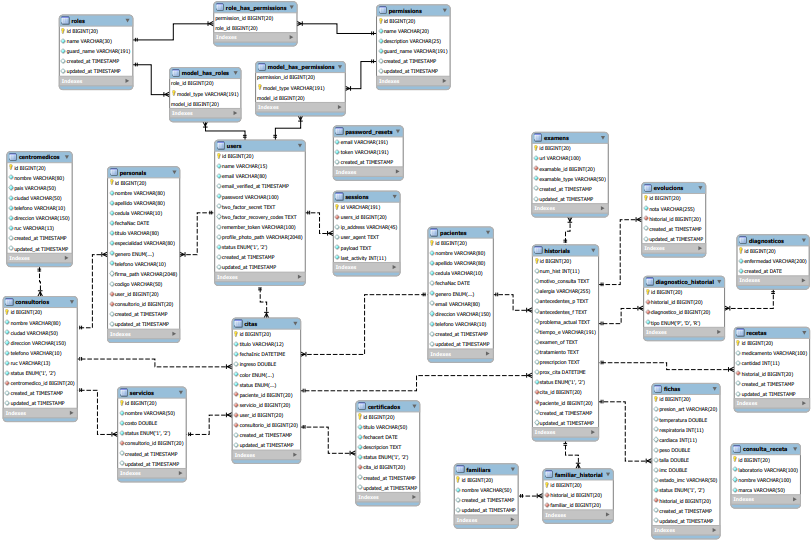 roles
id BIGINT(20)
name VARCHAR(30)
guard_name VARCHAR(191)
created_at TIMESTAMP
updated_at TIMESTAMP
Indexes
role_has_permissions
permission_id BIGINT(20)
role_id BIGINT(20)
Indexes
permissions
id BIGINT(20)
name VARCHAR(20)
description VARCHAR(25)
guard_name VARCHAR(191)
created_at TIMESTAMP
updated_at TIMESTAMP
Indexes
model_has_roles
role_id BIGINT(20)
model_type VARCHAR(191)
model_id BIGINT(20)
Indexes
model_has_permissions
permission_id BIGINT(20)
model_type VARCHAR(191)
model_id BIGINT(20)
Indexes
users
id BIGINT(20)
name VARCHAR(15)
email VARCHAR(80)
email_verified_at TIMESTAMP
password VARCHAR(100)
two_factor_secret TEXT
two_factor_recovery_codes TEXT
remember_token VARCHAR(100)
profile_photo_path VARCHAR(2048)
status ENUM('1', '2')
created_at TIMESTAMP
updated_at TIMESTAMP
Indexes
password_resets
email VARCHAR(191)
token VARCHAR(191)
created_at TIMESTAMP
Indexes
sessions
id VARCHAR(191)
users_id BIGINT(20)
ip_address VARCHAR(45)
user_agent TEXT
payload TEXT
last_activity INT(11)
Indexes
centromedicos
id BIGINT(20)
nombre VARCHAR(80)
pais VARCHAR(50)
ciudad VARCHAR(50)
telefono VARCHAR(10)
direccion VARCHAR(150)
ruc VARCHAR(13)
created_at TIMESTAMP
updated_at TIMESTAMP
Indexes
personals
id BIGINT(20)
nombre VARCHAR(80)
apellido VARCHAR(80)
cedula VARCHAR(10)
fechaNac DATE
titulo VARCHAR(80)
especialidad VARCHAR(80)
genero ENUM(...)
telefono VARCHAR(10)
firma_path VARCHAR(2048)
codigo VARCHAR(50)
user_id BIGINT(20)
consultorio_id BIGINT(20)
created_at TIMESTAMP
updated_at TIMESTAMP
Indexes
consultorios
id BIGINT(20)
nombre VARCHAR(80)
ciudad VARCHAR(50)
direccion VARCHAR(150)
telefono VARCHAR(10)
ruc VARCHAR(13)
status ENUM('1', '2')
centromedico_id BIGINT(20)
created_at TIMESTAMP
updated_at TIMESTAMP
Indexes
servicios
id BIGINT(20)
nombre VARCHAR(50)
costo DOUBLE
status ENUM('1', '2')
consultorio_id BIGINT(20)
created_at TIMESTAMP
updated_at TIMESTAMP
Indexes
citas
id BIGINT(20)
titulo VARCHAR(12)
fechaInic DATETIME
ingreso DOUBLE
color ENUM(...)
status ENUM(...)
paciente_id BIGINT(20)
servicio_id BIGINT(20)
user_id BIGINT(20)
consultorio_id BIGINT(20)
created_at TIMESTAMP
updated_at TIMESTAMP
Indexes
certificados
id BIGINT(20)
titulo VARCHAR(50)
fechacert DATE
descripcion TEXT
status ENUM('1', '2')
cita_id BIGINT(20)
created_at TIMESTAMP
updated_at TIMESTAMP
Indexes
pacientes
id BIGINT(20)
nombre VARCHAR(80)
apellido VARCHAR(80)
cedula VARCHAR(10)
fechaNac DATE
genero ENUM(...)
email VARCHAR(80)
direccion VARCHAR(150)
telefono VARCHAR(10)
created_at TIMESTAMP
updated_at TIMESTAMP
Indexes
examens
id BIGINT(20)
url VARCHAR(100)
examable_id BIGINT(20)
examable_type VARCHAR(50)
created_at TIMESTAMP
updated_at TIMESTAMP
Indexes
historials
id BIGINT(20)
num_hist INT(11)
motivo_consulta TEXT
alergia VARCHAR(255)
antecedentes_p TEXT
antecedentes_f TEXT
problema_actual TEXT
tiempo_e VARCHAR(191)
examen_of TEXT
tratamiento TEXT
prescripcion TEXT
prox_cita DATETIME
status ENUM('1', '2')
cita_id BIGINT(20)
paciente_id BIGINT(20)
created_at TIMESTAMP
updated_at TIMESTAMP
Indexes
evolucions
id BIGINT(20)
nota VARCHAR(255)
historial_id BIGINT(20)
created_at TIMESTAMP
updated_at TIMESTAMP
Indexes
diagnosticos
id BIGINT(20)
enfermedad VARCHAR(200)
created_at DATE
Indexes
diagnostico_historial
id BIGINT(20)
historial_id BIGINT(20)
diagnostico_id BIGINT(20)
tipo ENUM('P', 'D', 'R')
Indexes
recetas
id BIGINT(20)
medicamento VARCHAR(100)
cantidad INT(11)
historial_id BIGINT(20)
created_at TIMESTAMP
updated_at TIMESTAMP
Indexes
fichas
id BIGINT(20)
presion_art VARCHAR(20)
temperatura DOUBLE
respiratoria INT(11)
cardiaca INT(11)
peso DOUBLE
talla DOUBLE
imc DOUBLE
estado_imc VARCHAR(50)
status ENUM('1', '2')
historial_id BIGINT(20)
created_at TIMESTAMP
updated_at TIMESTAMP
Indexes
consulta_receta
id BIGINT(20)
laboratorio VARCHAR(100)
nombre VARCHAR(100)
marca VARCHAR(50)
Indexes
familiars
id BIGINT(20)
nombre VARCHAR(50)
created_at TIMESTAMP
updated_at TIMESTAMP
Indexes
familiar_historial
id BIGINT(20)
historial_id BIGINT(20)
familiar_id BIGINT(20)
Indexes